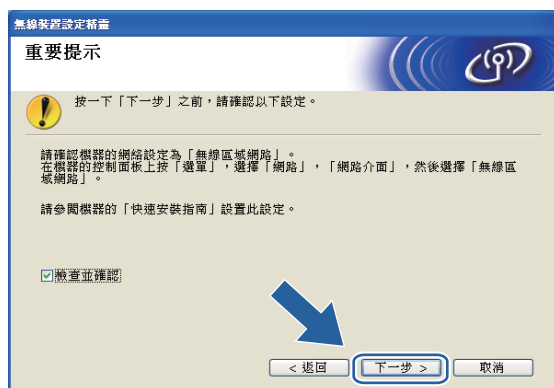 無線裝置設定精靈
重要提示
按一下「下一步」之前，請確認以下設定。
請確認機器的網絡設定為「無線區域網路」。
在機器的控制面板上按「選單」，選擇「網路」，「網路介面」，然後選擇「無線區
域網路」。
請參閱機器的「快速安裝指南」設置此設定。
檢查並確認
< 返回 下一步 > 取消